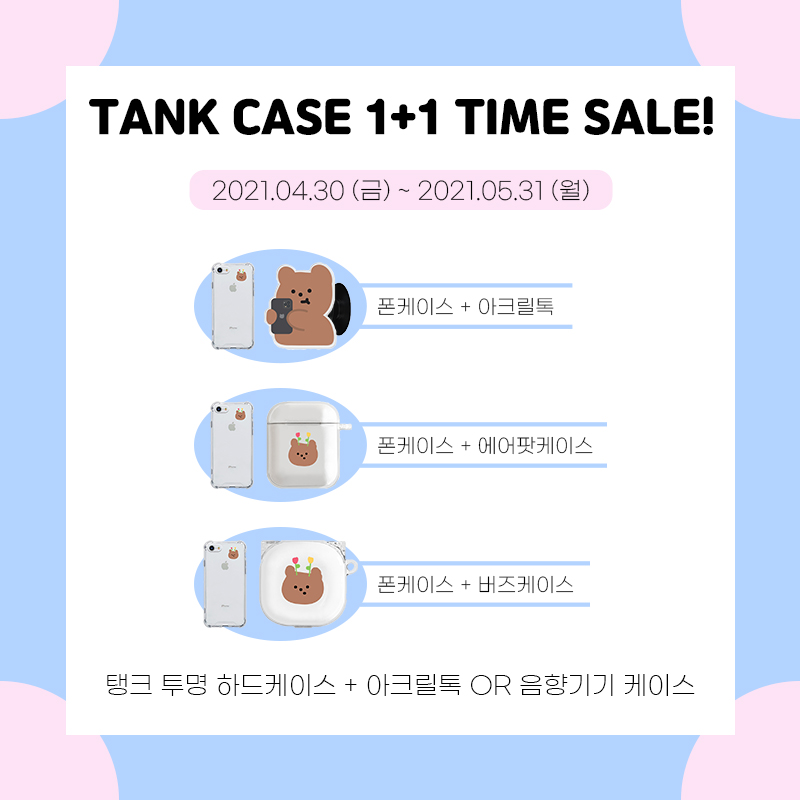 TANK CASE 1+1 TIME SALE!
2021.04.30 (금) ~ 2021.05.31 (월)
폰케이스 + 아크릴톡
폰케이스 + 에어팟케이스
폰케이스 + 버즈케이스
탱크 투명 하드케이스 + 아크릴톡 OR 음향기기 케이스